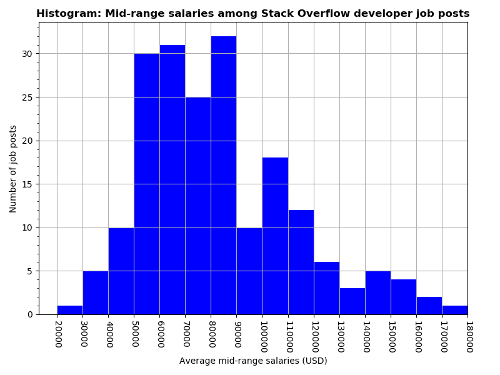 Histogram: Mid-range salaries among Stack Overflow developer job posts
Number of job posts
30
25
20
15
10
5
0
20000 30000 40000 50000 60000 70000 80000 90000 100000 110000 120000 130000 140000 150000 160000 170000 180000
Average mid-range salaries (USD)